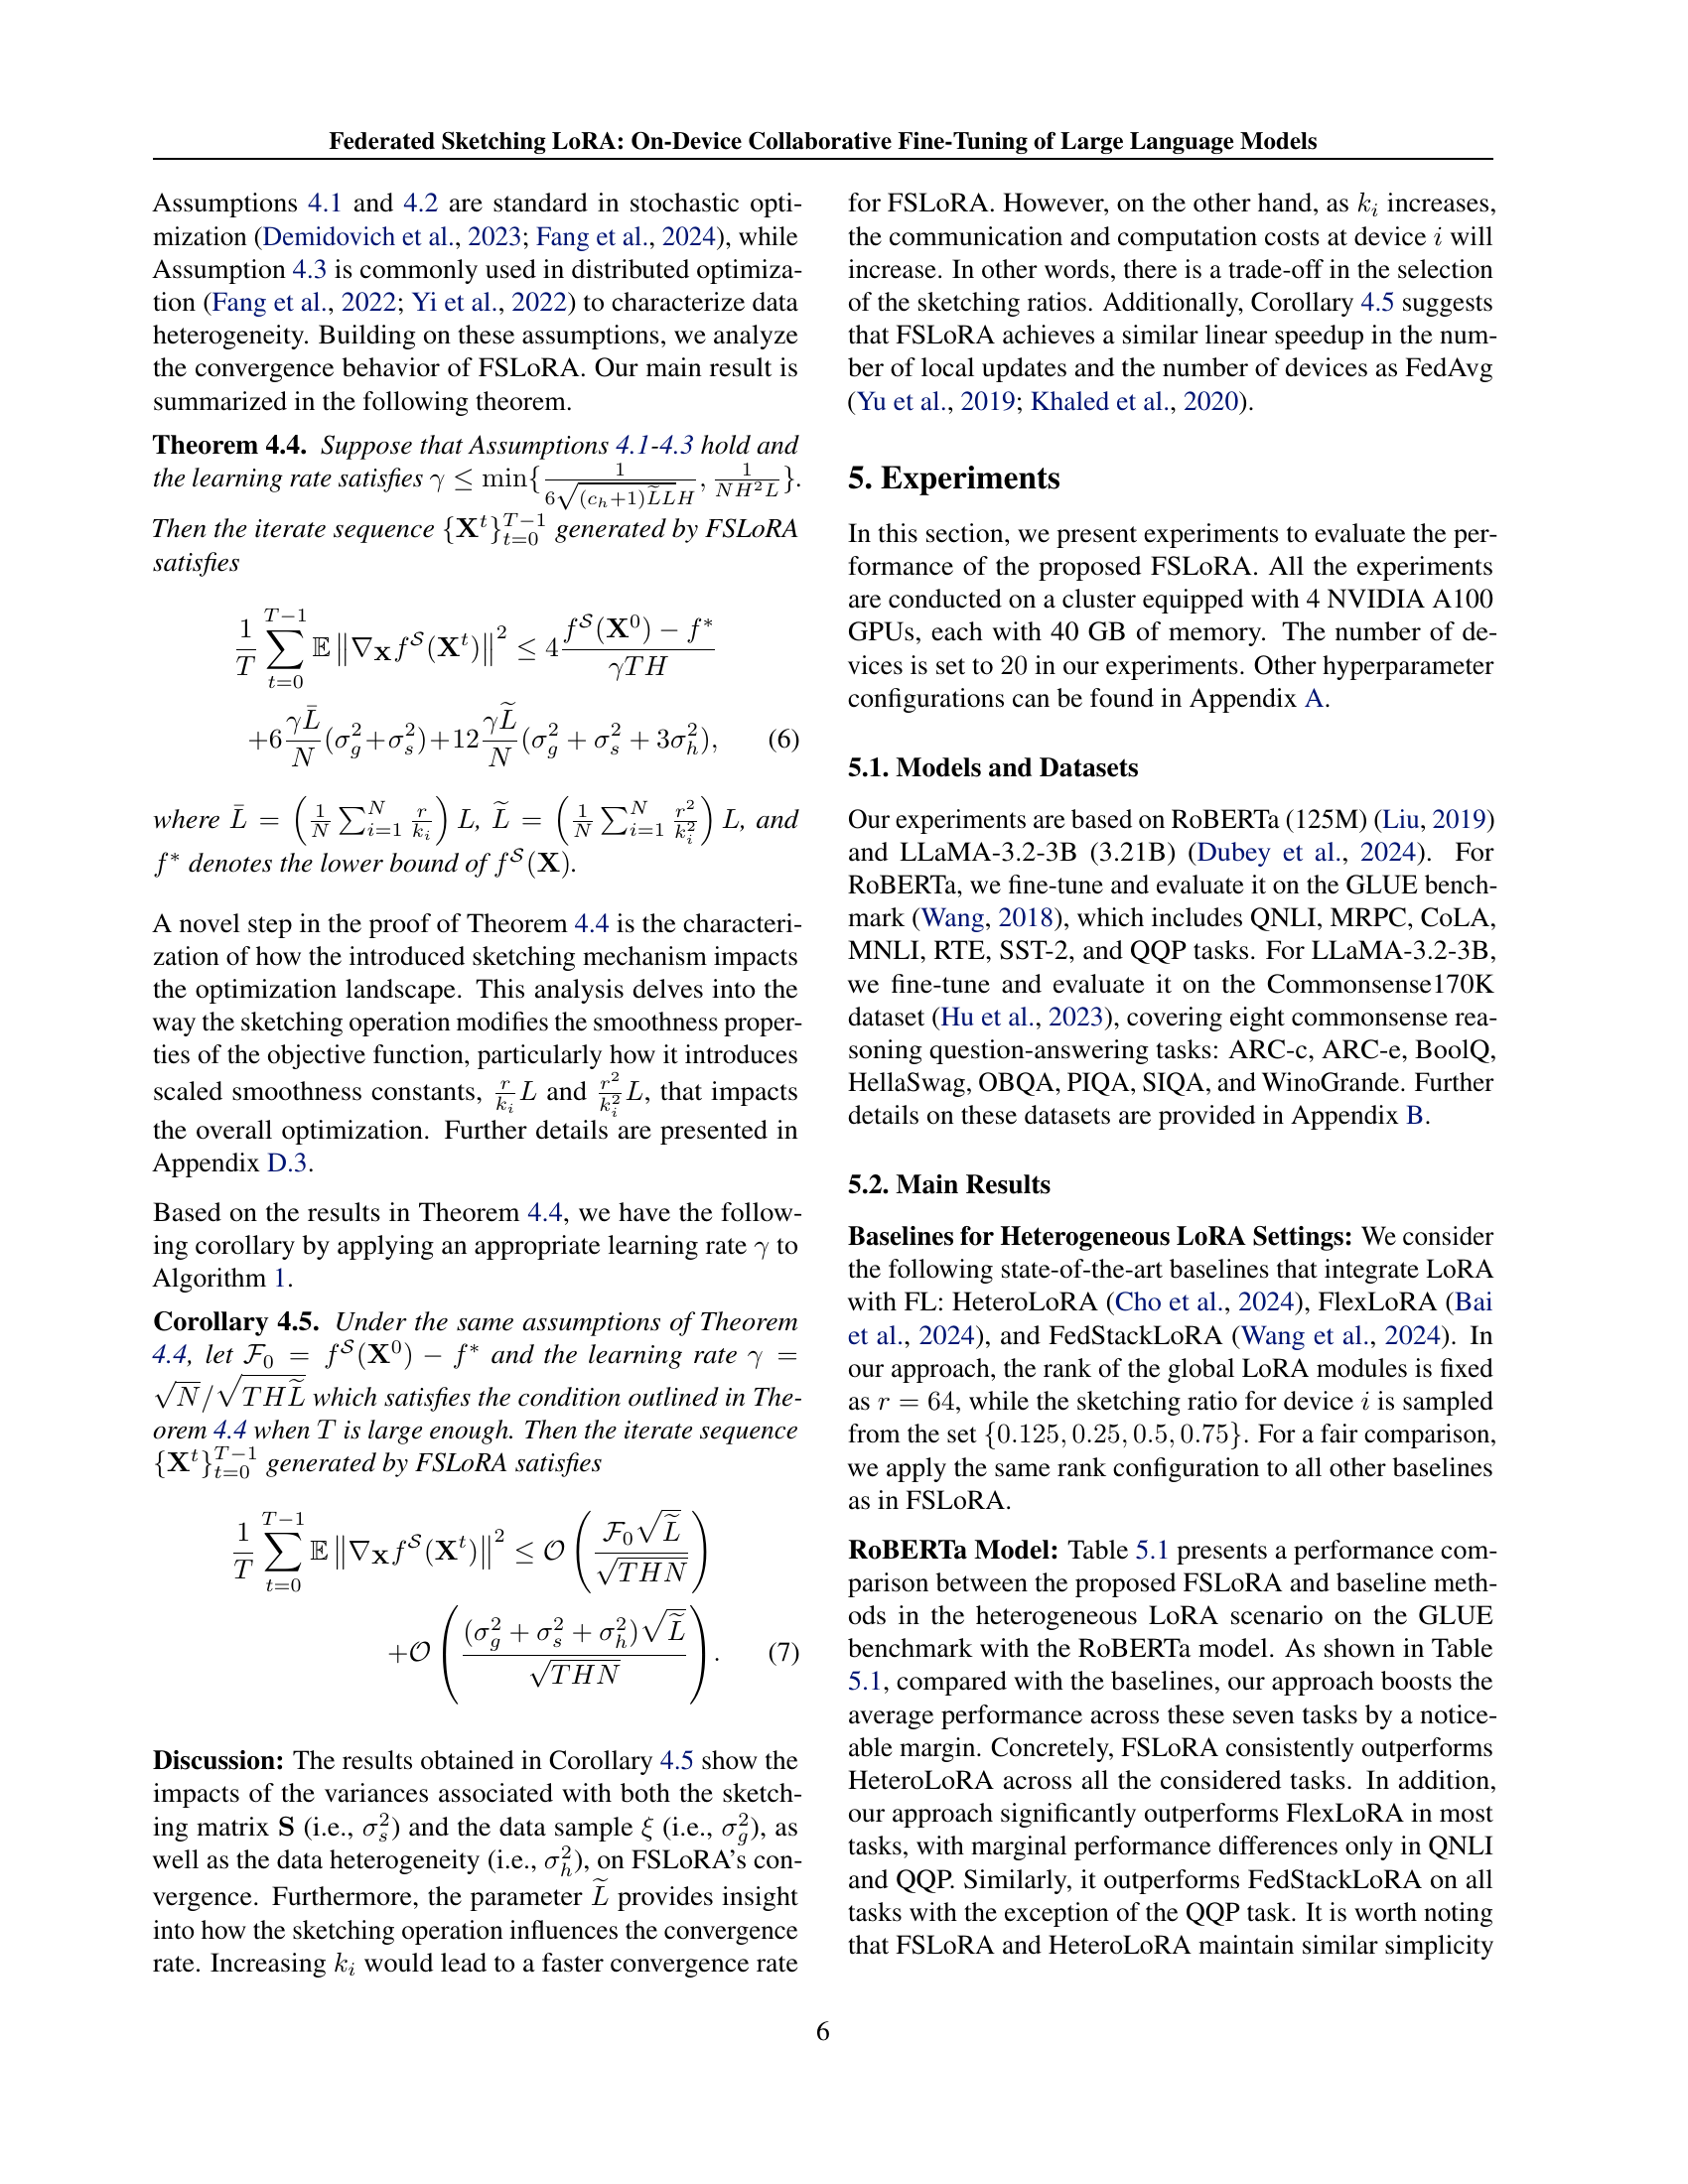 Federated Sketching LoRA: On-Device Collaborative Fine-Tuning of Large Language Models
Assumptions 4.1 and 4.2 are standard in stochastic opti-
mization (Demidovich et al., 2023; Fang et al., 2024), while
Assumption 4.3 is commonly used in distributed optimiza-
tion (Fang et al., 2022; Yi et al., 2022) to characterize data
heterogeneity. Building on these assumptions, we analyze
the convergence behavior of FSLoRA. Our main result is
summarized in the following theorem.
Theorem 4.4. Suppose that Assumptions 4.1-4.3 hold and
the learning rate satisfies $\gamma \leq \min\{\frac{1}{6\sqrt{(c_h+1)\widetilde{L}L}H}, \frac{1}{NH^2L}\}$.
Then the iterate sequence $\{\mathbf{X}^t\}_{t=0}^{T-1}$ generated by FSLoRA
satisfies
$\frac{1}{T}\sum_{t=0}^{T-1}\mathbb{E}\left\|\nabla_{\mathbf{X}}f^{\mathcal{S}}(\mathbf{X}^t)\right\|^2 \leq 4\frac{f^{\mathcal{S}}(\mathbf{X}^0)-f^*}{\gamma TH}$
$+6\frac{\gamma\bar{L}}{N}(\sigma_g^2+\sigma_s^2)+12\frac{\gamma\widetilde{L}}{N}(\sigma_g^2+\sigma_s^2+3\sigma_h^2),$ (6)
where $\bar{L} = \left(\frac{1}{N}\sum_{i=1}^{N}\frac{r}{k_i}\right)L$, $\widetilde{L} = \left(\frac{1}{N}\sum_{i=1}^{N}\frac{r^2}{k_i^2}\right)L$, and
$f^*$ denotes the lower bound of $f^{\mathcal{S}}(\mathbf{X})$.
A novel step in the proof of Theorem 4.4 is the characteri-
zation of how the introduced sketching mechanism impacts
the optimization landscape. This analysis delves into the
way the sketching operation modifies the smoothness proper-
ties of the objective function, particularly how it introduces
scaled smoothness constants, $\frac{r}{k_i}L$ and $\frac{r^2}{k_i^2}L$, that impacts
the overall optimization. Further details are presented in
Appendix D.3.
Based on the results in Theorem 4.4, we have the follow-
ing corollary by applying an appropriate learning rate $\gamma$ to
Algorithm 1.
Corollary 4.5. Under the same assumptions of Theorem
4.4, let $\mathcal{F}_0 = f^{\mathcal{S}}(\mathbf{X}^0) - f^*$ and the learning rate $\gamma =$
$\sqrt{N}/\sqrt{TH\widetilde{L}}$ which satisfies the condition outlined in The-
orem 4.4 when $T$ is large enough. Then the iterate sequence
$\{\mathbf{X}^t\}_{t=0}^{T-1}$ generated by FSLoRA satisfies
$\frac{1}{T}\sum_{t=0}^{T-1}\mathbb{E}\left\|\nabla_{\mathbf{X}}f^{\mathcal{S}}(\mathbf{X}^t)\right\|^2 \leq \mathcal{O}\left(\frac{\mathcal{F}_0\sqrt{\widetilde{L}}}{\sqrt{THN}}\right)$
$+\mathcal{O}\left(\frac{(\sigma_g^2+\sigma_s^2+\sigma_h^2)\sqrt{\widetilde{L}}}{\sqrt{THN}}\right).$ (7)
Discussion: The results obtained in Corollary 4.5 show the
impacts of the variances associated with both the sketch-
ing matrix $\mathbf{S}$ (i.e., $\sigma_s^2$) and the data sample $\xi$ (i.e., $\sigma_g^2$), as
well as the data heterogeneity (i.e., $\sigma_h^2$), on FSLoRA's con-
vergence. Furthermore, the parameter $\widetilde{L}$ provides insight
into how the sketching operation influences the convergence
rate. Increasing $k_i$ would lead to a faster convergence rate
for FSLoRA. However, on the other hand, as $k_i$ increases,
the communication and computation costs at device $i$ will
increase. In other words, there is a trade-off in the selection
of the sketching ratios. Additionally, Corollary 4.5 suggests
that FSLoRA achieves a similar linear speedup in the num-
ber of local updates and the number of devices as FedAvg
(Yu et al., 2019; Khaled et al., 2020).
5. Experiments
In this section, we present experiments to evaluate the per-
formance of the proposed FSLoRA. All the experiments
are conducted on a cluster equipped with 4 NVIDIA A100
GPUs, each with 40 GB of memory. The number of de-
vices is set to 20 in our experiments. Other hyperparameter
configurations can be found in Appendix A.
5.1. Models and Datasets
Our experiments are based on RoBERTa (125M) (Liu, 2019)
and LLaMA-3.2-3B (3.21B) (Dubey et al., 2024). For
RoBERTa, we fine-tune and evaluate it on the GLUE bench-
mark (Wang, 2018), which includes QNLI, MRPC, CoLA,
MNLI, RTE, SST-2, and QQP tasks. For LLaMA-3.2-3B,
we fine-tune and evaluate it on the Commonsense170K
dataset (Hu et al., 2023), covering eight commonsense rea-
soning question-answering tasks: ARC-c, ARC-e, BoolQ,
HellaSwag, OBQA, PIQA, SIQA, and WinoGrande. Further
details on these datasets are provided in Appendix B.
5.2. Main Results
Baselines for Heterogeneous LoRA Settings: We consider
the following state-of-the-art baselines that integrate LoRA
with FL: HeteroLoRA (Cho et al., 2024), FlexLoRA (Bai
et al., 2024), and FedStackLoRA (Wang et al., 2024). In
our approach, the rank of the global LoRA modules is fixed
as $r = 64$, while the sketching ratio for device $i$ is sampled
from the set $\{0.125, 0.25, 0.5, 0.75\}$. For a fair comparison,
we apply the same rank configuration to all other baselines
as in FSLoRA.
RoBERTa Model: Table 5.1 presents a performance com-
parison between the proposed FSLoRA and baseline meth-
ods in the heterogeneous LoRA scenario on the GLUE
benchmark with the RoBERTa model. As shown in Table
5.1, compared with the baselines, our approach boosts the
average performance across these seven tasks by a notice-
able margin. Concretely, FSLoRA consistently outperforms
HeteroLoRA across all the considered tasks. In addition,
our approach significantly outperforms FlexLoRA in most
tasks, with marginal performance differences only in QNLI
and QQP. Similarly, it outperforms FedStackLoRA on all
tasks with the exception of the QQP task. It is worth noting
that FSLoRA and HeteroLoRA maintain similar simplicity
6